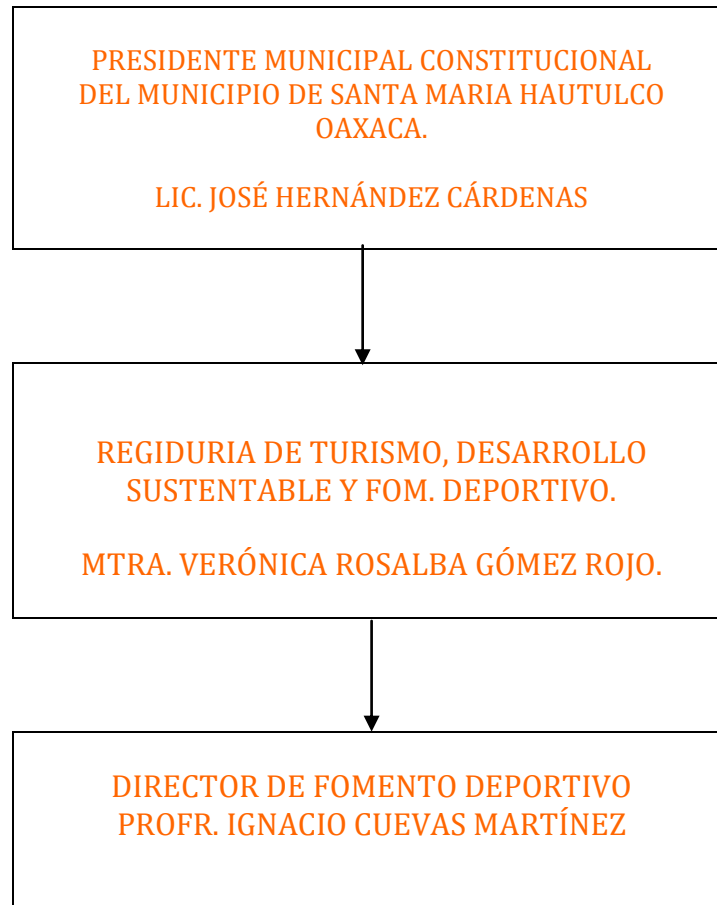 PRESIDENTE MUNICIPAL CONSTITUCIONAL
DEL MUNICIPIO DE SANTA MARIA HAUTULCO
OAXACA.
LIC. JOSÉ HERNÁNDEZ CÁRDENAS
REGIDURIA DE TURISMO, DESARROLLO
SUSTENTABLE Y FOM. DEPORTIVO.
MTRA. VERÓNICA ROSALBA GÓMEZ ROJO.
DIRECTOR DE FOMENTO DEPORTIVO
PROFR. IGNACIO CUEVAS MARTÍNEZ